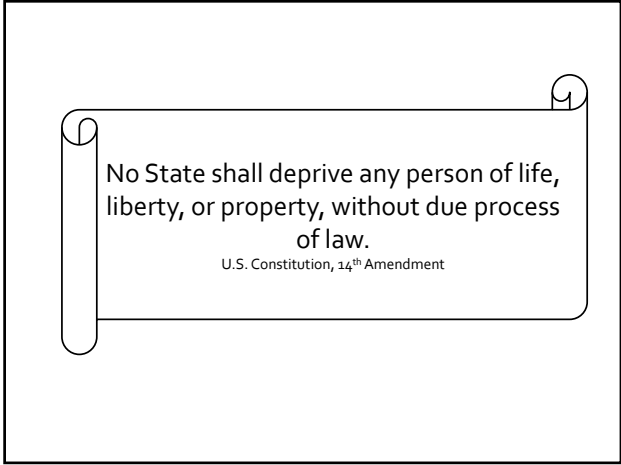 No State shall deprive any person of life,
liberty, or property, without due process
of law.
U.S. Constitution, 14th Amendment